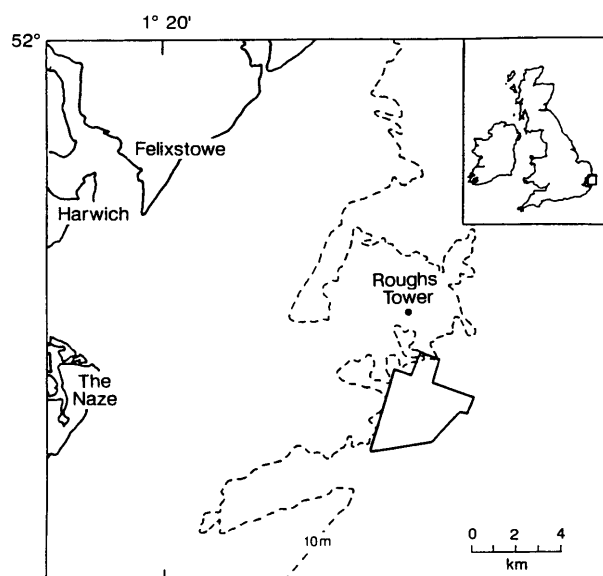 1° 20'
52°
Felixstowe
Harwich
Roughs
Tower
The
Naze
10m
0 2 4
km